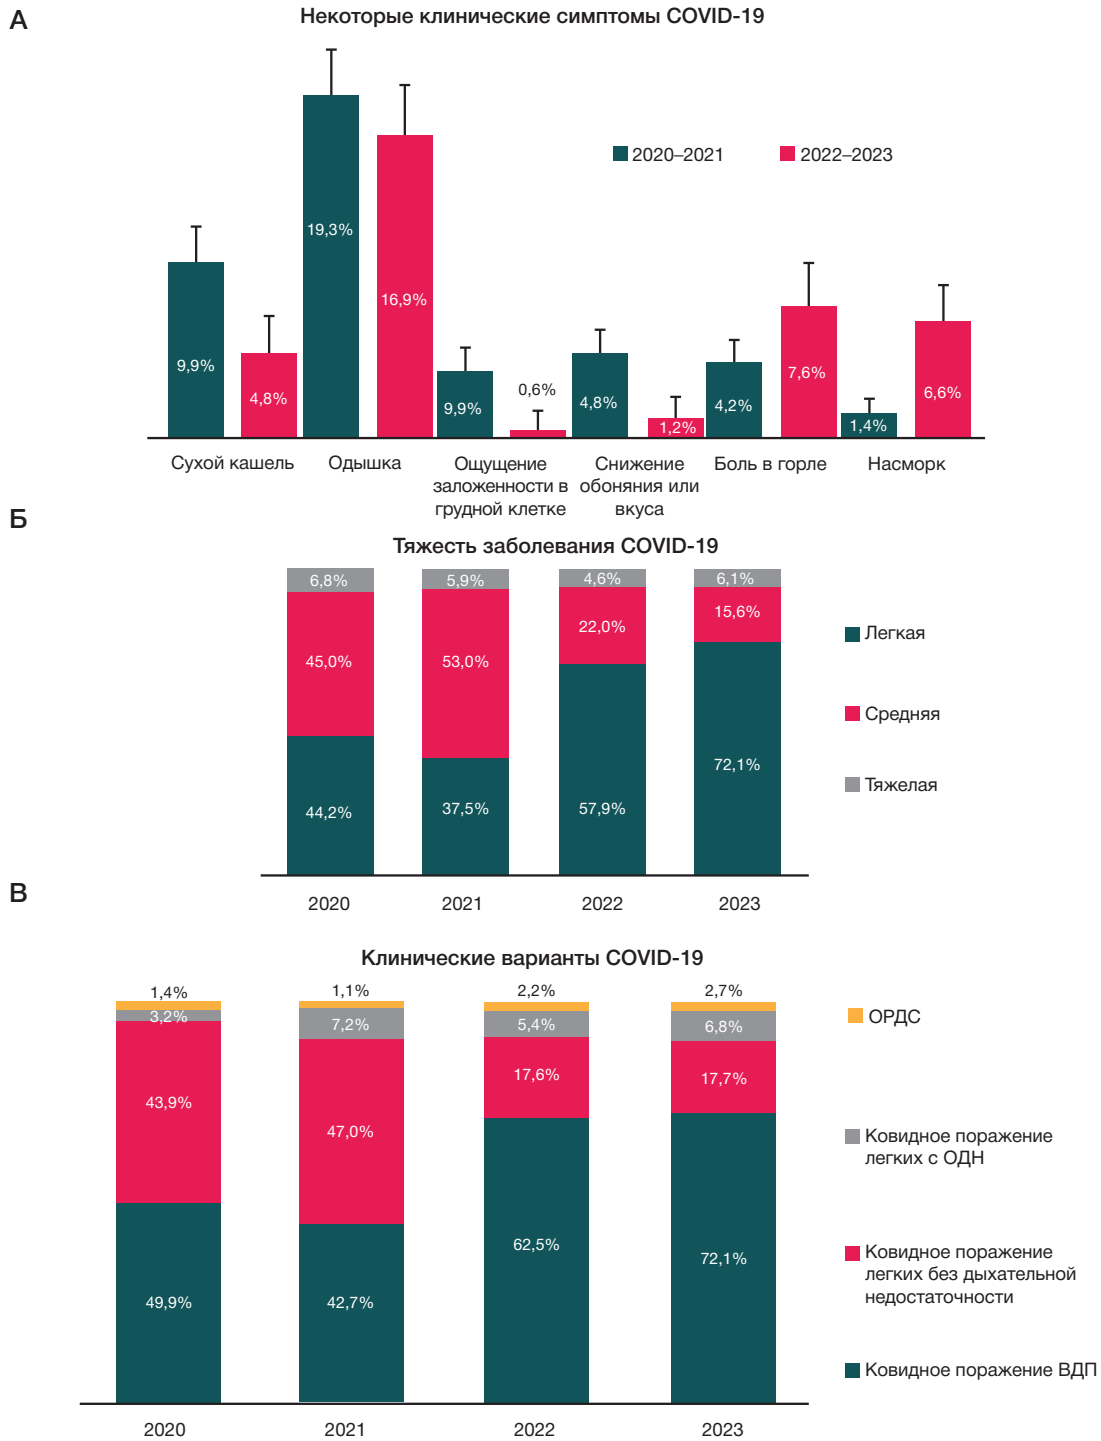 А
Некоторые клинические симптомы COVID-19
2020–2021
2022–2023
9,9%
4,8%
19,3%
16,9%
9,9%
0,6%
4,8%
1,2%
4,2%
7,6%
1,4%
6,6%
Сухой кашель
Одышка
Ощущение
заложенности в
грудной клетке
Снижение
обоняния или
вкуса
Боль в горле
Насморк
Б
Тяжесть заболевания COVID-19
6,8%
5,9%
4,6%
6,1%
45,0%
53,0%
22,0%
15,6%
44,2%
37,5%
57,9%
72,1%
Легкая
Средняя
Тяжелая
2020
2021
2022
2023
В
Клинические варианты COVID-19
1,4%
1,1%
2,2%
2,7%
3,2%
7,2%
5,4%
6,8%
43,9%
47,0%
17,6%
17,7%
49,9%
42,7%
62,5%
72,1%
ОРДС
Ковидное поражение
легких с ОДН
Ковидное поражение
легких без дыхательной
недостаточности
Ковидное поражение ВДП
2020
2021
2022
2023